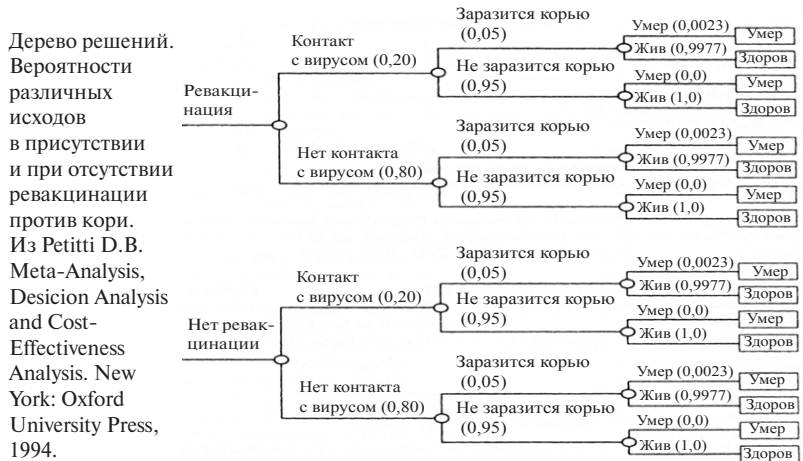 Дерево решений.
Вероятности
различных
исходов
в присутствии
и при отсутствии
ревакцинации
против кори.
Из Petitti D.B.
Meta-Analysis,
Desicion Analysis
and Cost-
Effectiveness
Analysis. New
York: Oxford
University Press,
1994.
Ревакци-
нация
Контакт
с вирусом (0,20)
Заразится корью
(0,05)
Умер (0,0023)
Умер
Жив (0,9977)
Здоров
Не заразится корью
(0,95)
Умер (0,0)
Умер
Жив (1,0)
Здоров
Нет контакта
с вирусом (0,80)
Заразится корью
(0,05)
Умер (0,0023)
Умер
Жив (0,9977)
Здоров
Не заразится корью
(0,95)
Умер (0,0)
Умер
Жив (1,0)
Здоров
Нет ревак-
цинации
Контакт
с вирусом (0,20)
Заразится корью
(0,05)
Умер (0,0023)
Умер
Жив (0,9977)
Здоров
Не заразится корью
(0,95)
Умер (0,0)
Умер
Жив (1,0)
Здоров
Нет контакта
с вирусом (0,80)
Заразится корью
(0,05)
Умер (0,0023)
Умер
Жив (0,9977)
Здоров
Не заразится корью
(0,95)
Умер (0,0)
Умер
Жив (1,0)
Здоров